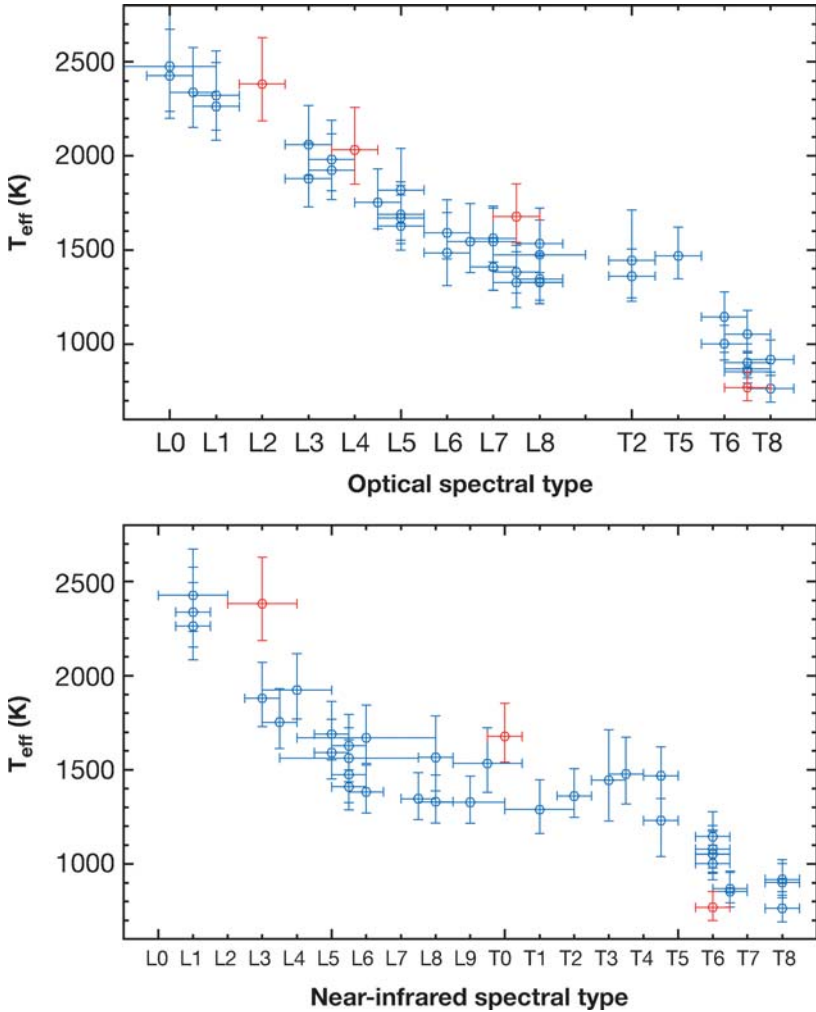 2500
2000
1500
1000
T_eff (K)
L0 L1 L2 L3 L4 L5 L6 L7 L8 T2 T5 T6 T8
Optical spectral type
2500
2000
1500
1000
T_eff (K)
L0 L1 L2 L3 L4 L5 L6 L7 L8 L9 T0 T1 T2 T3 T4 T5 T6 T7 T8
Near-infrared spectral type